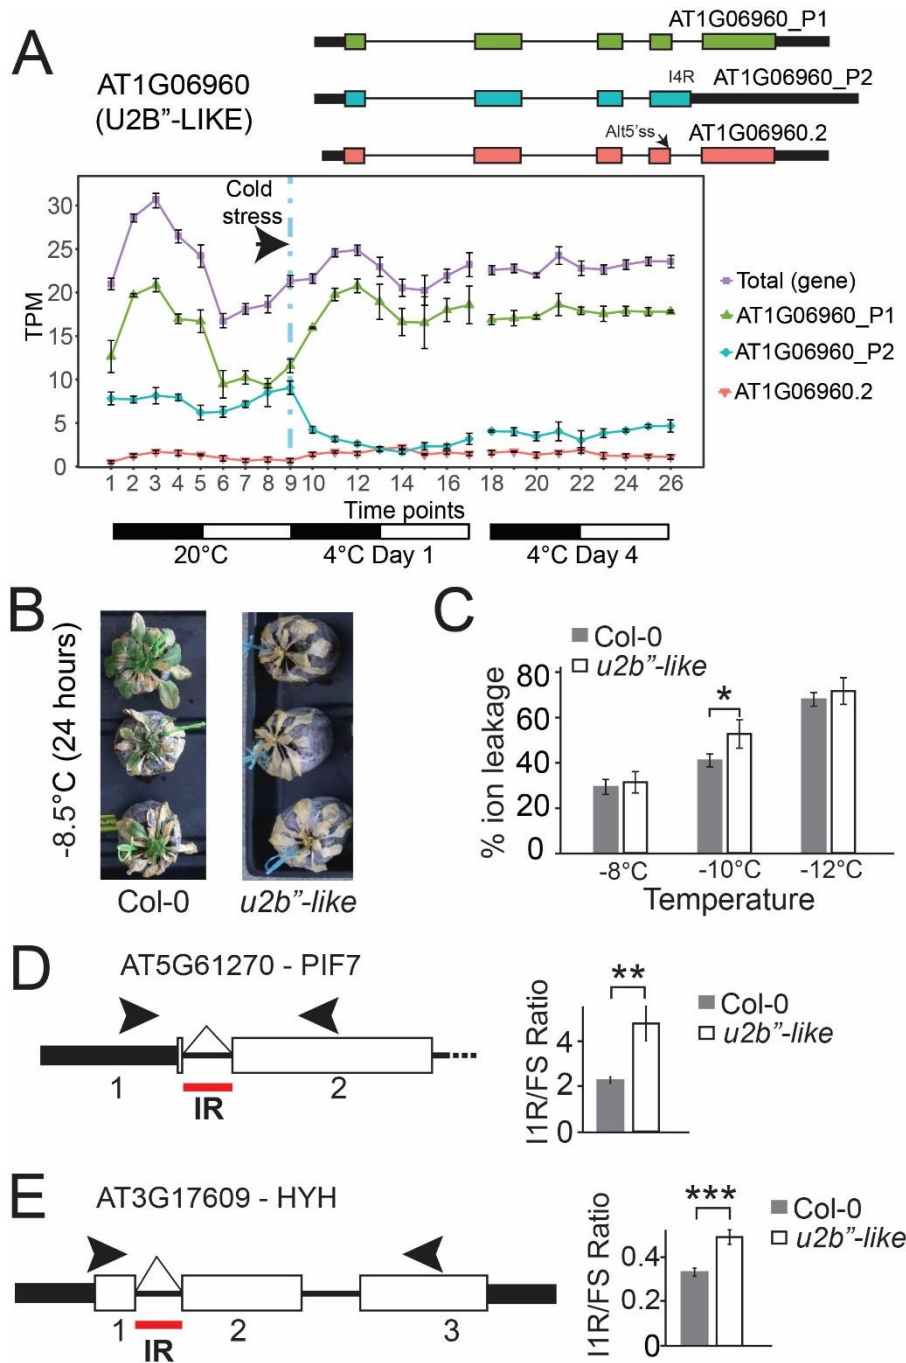 A
AT1G06960
(U2B”-LIKE)
AT1G06960_P1
I4R
AT1G06960_P2
Alt5'ss
AT1G06960.2
Cold
stress
TPM
30
25
20
15
10
5
0
1 2 3 4 5 6 7 8 9 10 12 14 16 18 20 22 24 26
Time points
20°C
4°C Day 1
4°C Day 4
Total (gene)
AT1G06960_P1
AT1G06960_P2
AT1G06960.2
B
-8.5°C (24 hours)
Col-0
u2b”-like
C
Col-0
u2b”-like
% ion leakage
80
60
40
20
0
*
-8°C
-10°C
-12°C
Temperature
D
AT5G61270 - PIF7
1
IR
2
I1R/FS Ratio
4
2
0
**
Col-0
u2b”-like
E
AT3G17609 - HYH
1
IR
2
3
I1R/FS Ratio
0.4
0.2
0
***
Col-0
u2b”-like